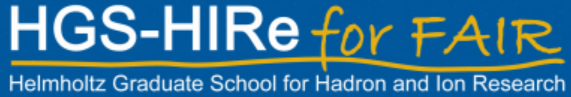 HGS-HIRe for FAIR
Helmholtz Graduate School for Hadron and Ion Research